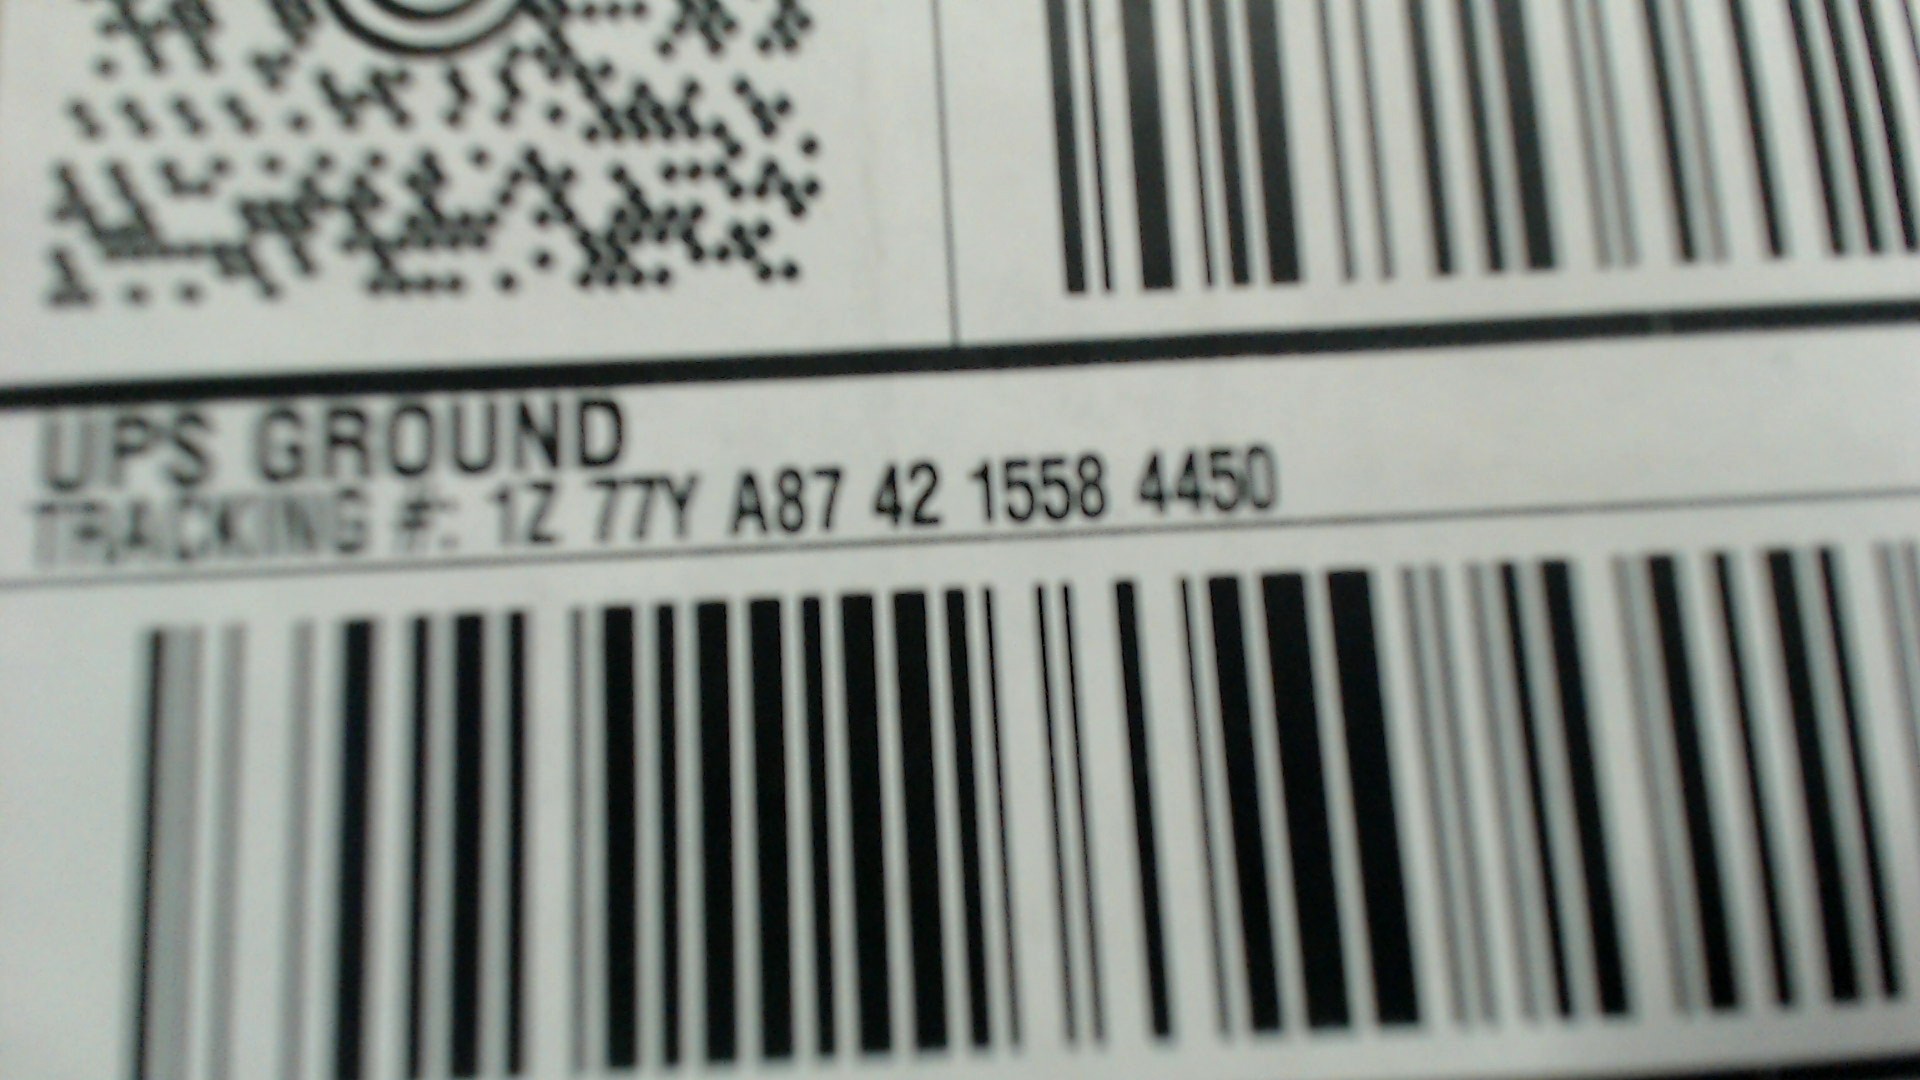 UPS GROUND
TRACKING #: 1Z 77Y A87 42 1558 4450